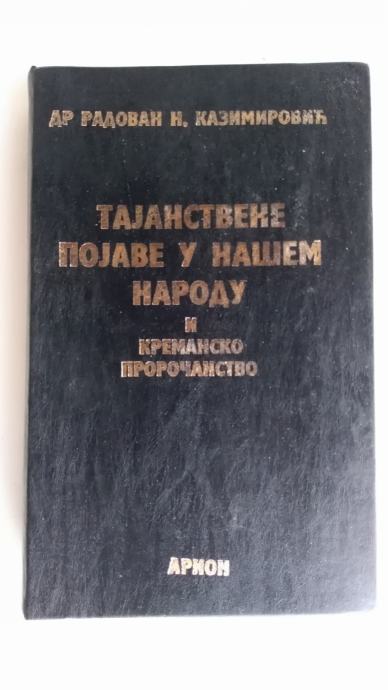 ДР РАДОВАН Н. КАЗИМИРОВИЋ
ТАЈАНСТВЕНЕ
ПОЈАВЕ У НАШЕМ
НАРОДУ
И
КРЕМАНСКО
ПРОРОЧАНСТВО
АРИОН